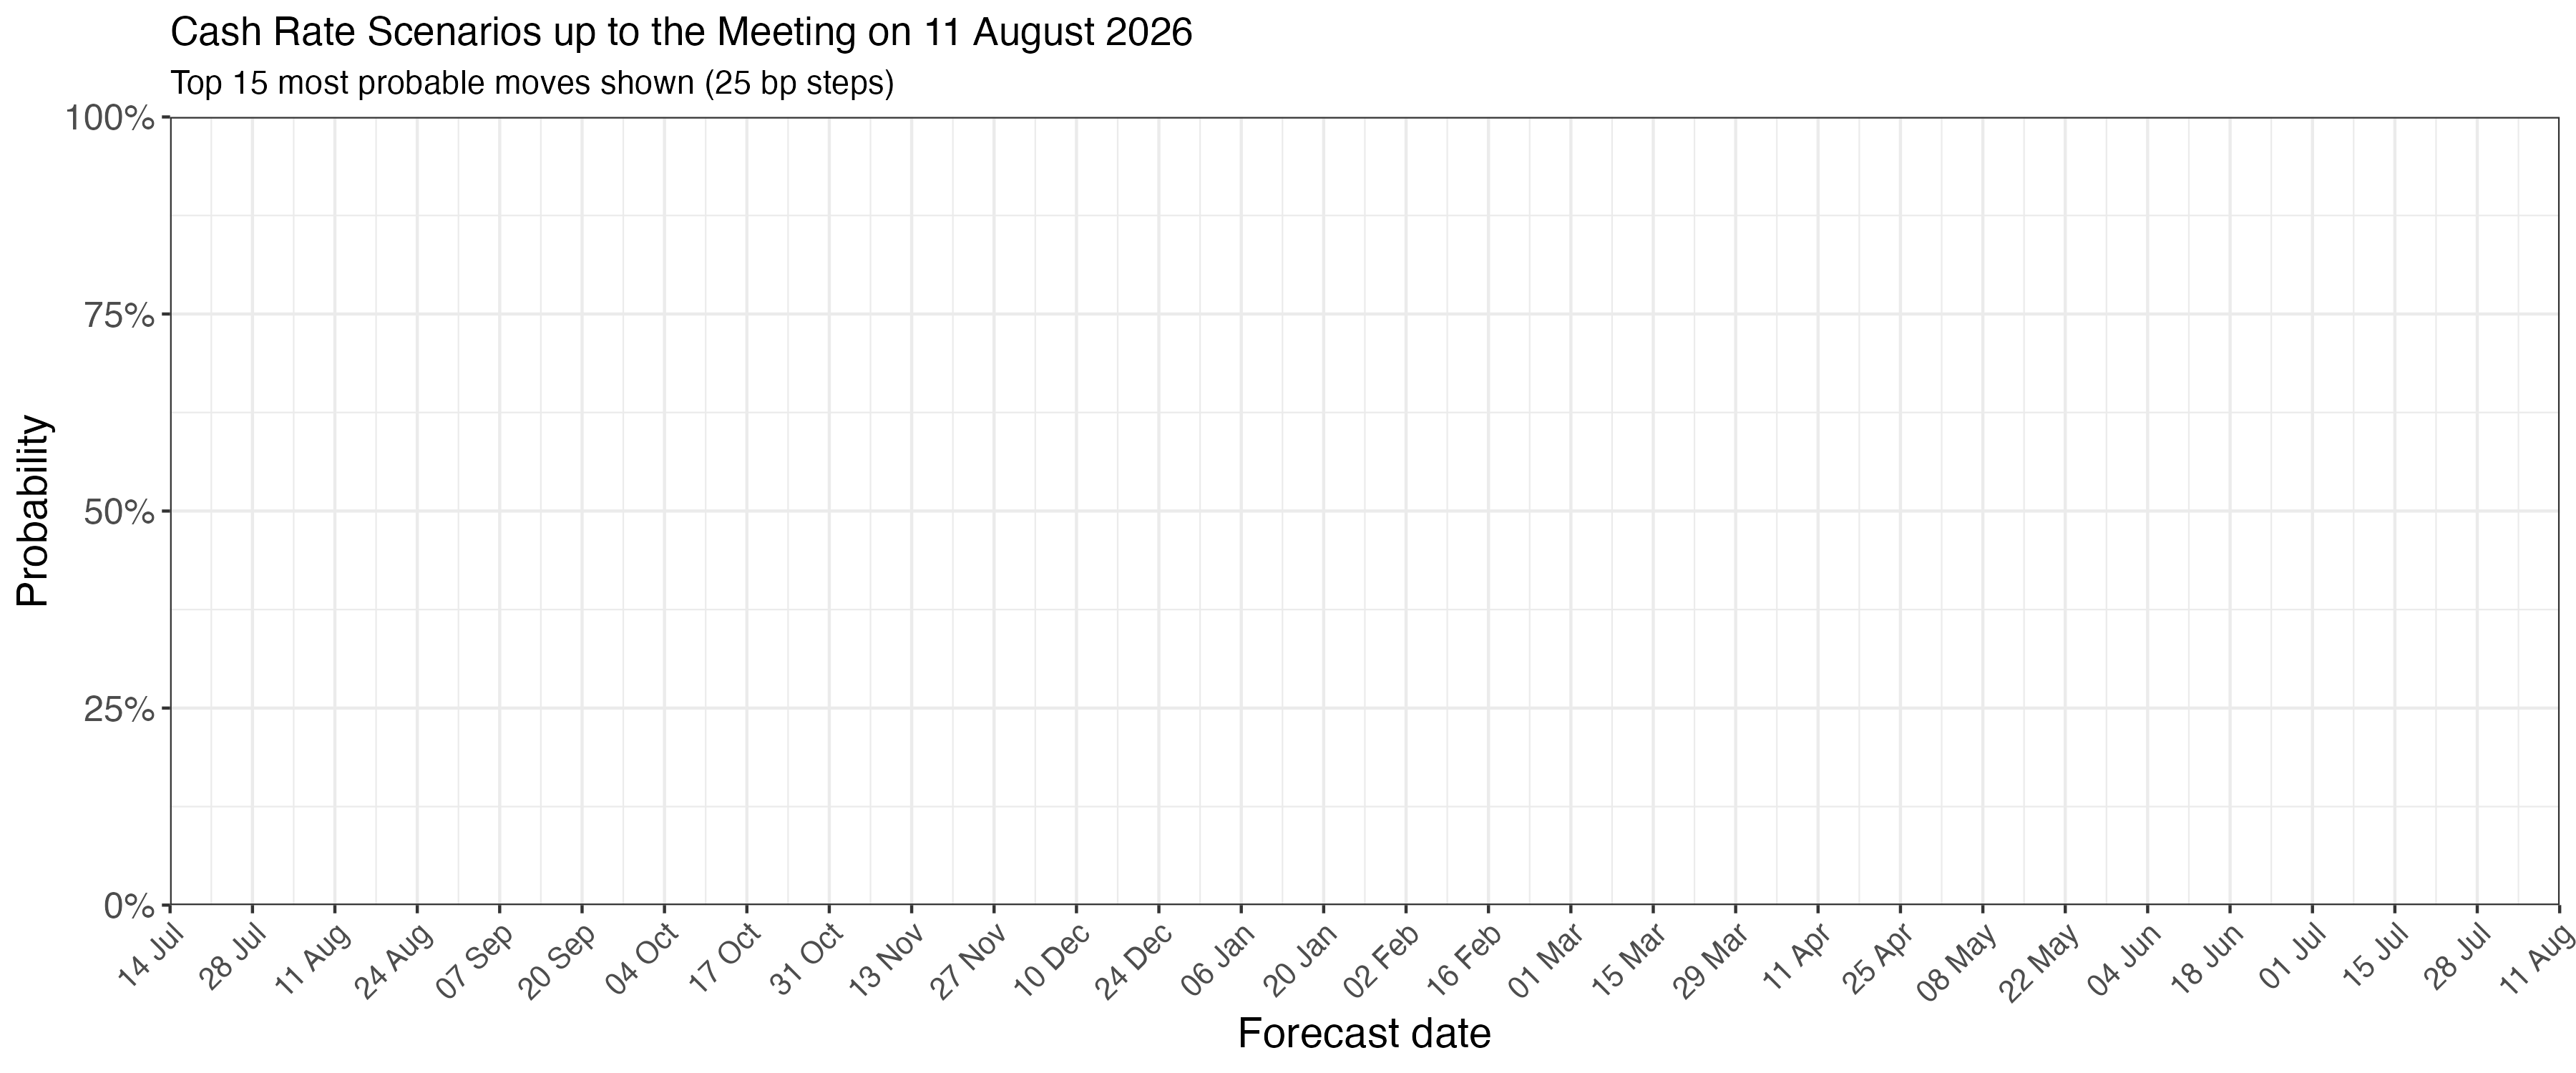 Cash Rate Scenarios up to the Meeting on 11 August 2026
Top 15 most probable moves shown (25 bp steps)
100%
75%
50%
25%
0%
Probability
14 Jul
28 Jul
11 Aug
24 Aug
07 Sep
20 Sep
04 Oct
17 Oct
31 Oct
13 Nov
27 Nov
10 Dec
24 Dec
06 Jan
20 Jan
02 Feb
16 Feb
01 Mar
15 Mar
29 Mar
11 Apr
25 Apr
08 May
22 May
04 Jun
18 Jun
01 Jul
15 Jul
28 Jul
11 Aug
Forecast date